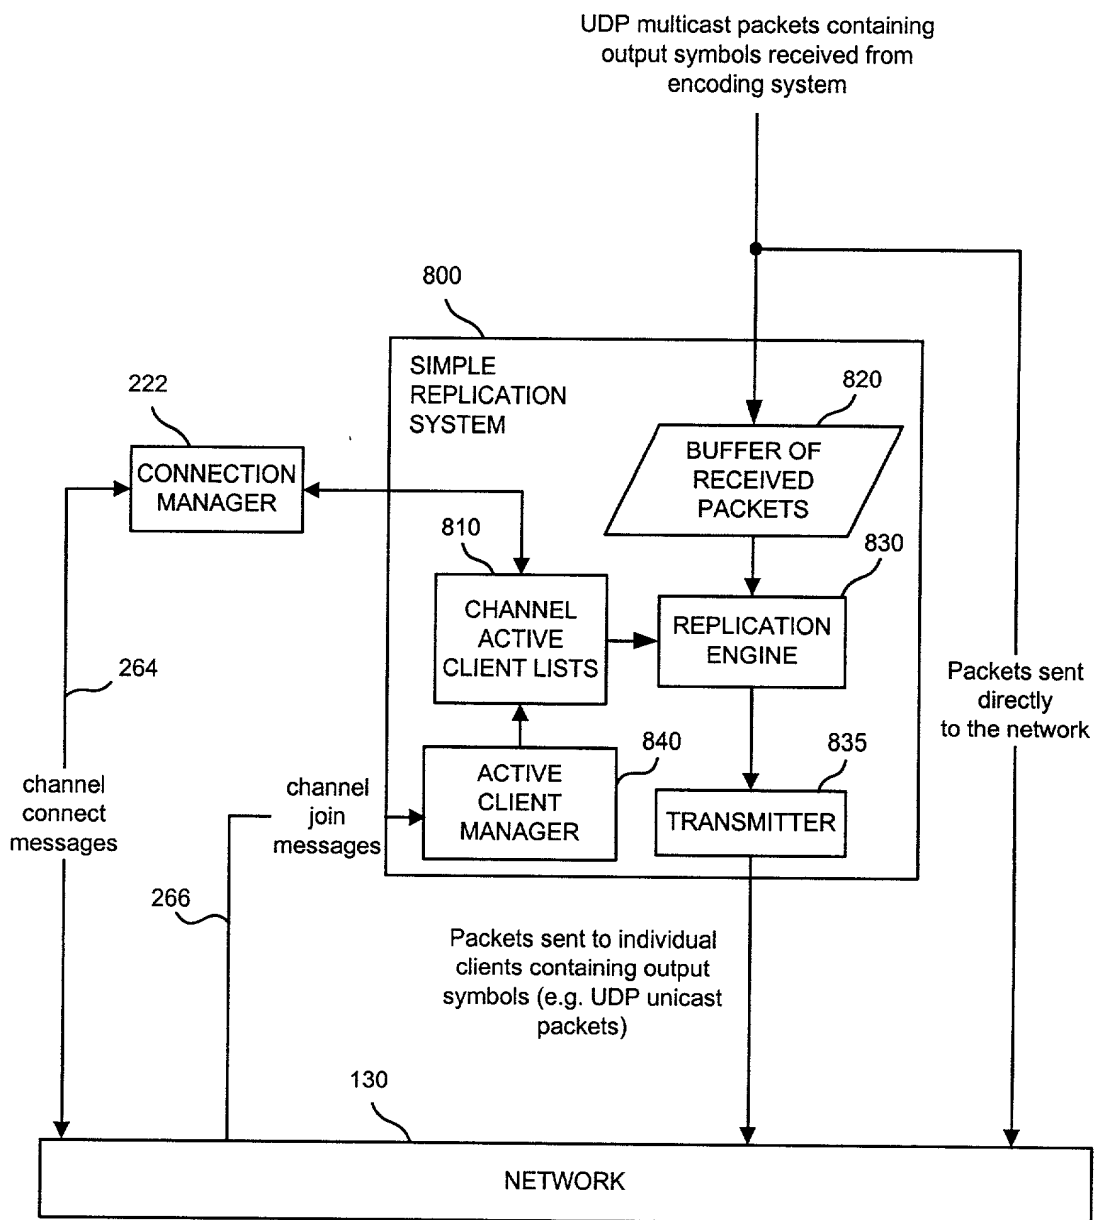 UDP multicast packets containing
output symbols received from
encoding system
800
SIMPLE
REPLICATION
SYSTEM
222
820
CONNECTION
MANAGER
BUFFER OF
RECEIVED
PACKETS
810
830
CHANNEL
ACTIVE
CLIENT LISTS
REPLICATION
ENGINE
264
Packets sent
directly
to the network
840
835
channel
connect
messages
channel
join
messages
ACTIVE
CLIENT
MANAGER
TRANSMITTER
266
Packets sent to individual
clients containing output
symbols (e.g. UDP unicast
packets)
130
NETWORK